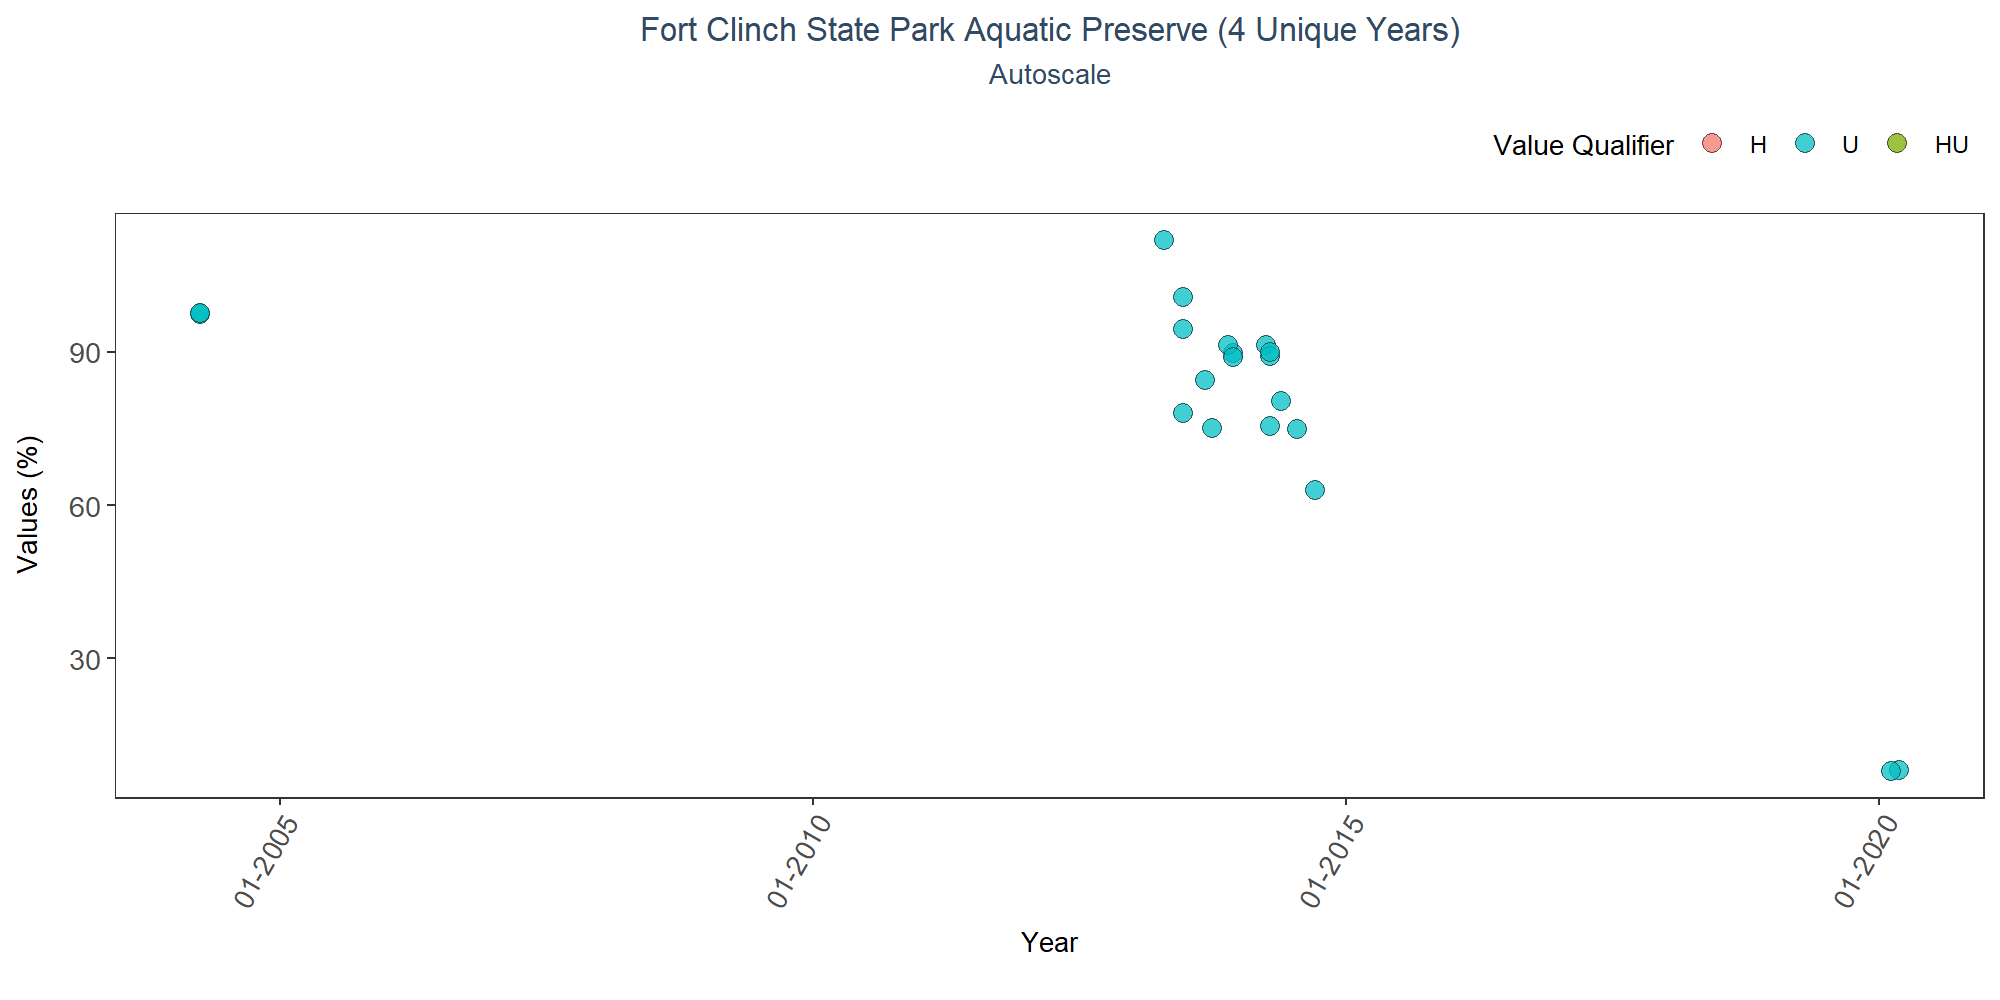 Fort Clinch State Park Aquatic Preserve (4 Unique Years)
Autoscale
Value Qualifier H U HU
Values (%)
90
60
30
01-2005 01-2010 01-2015 01-2020
Year